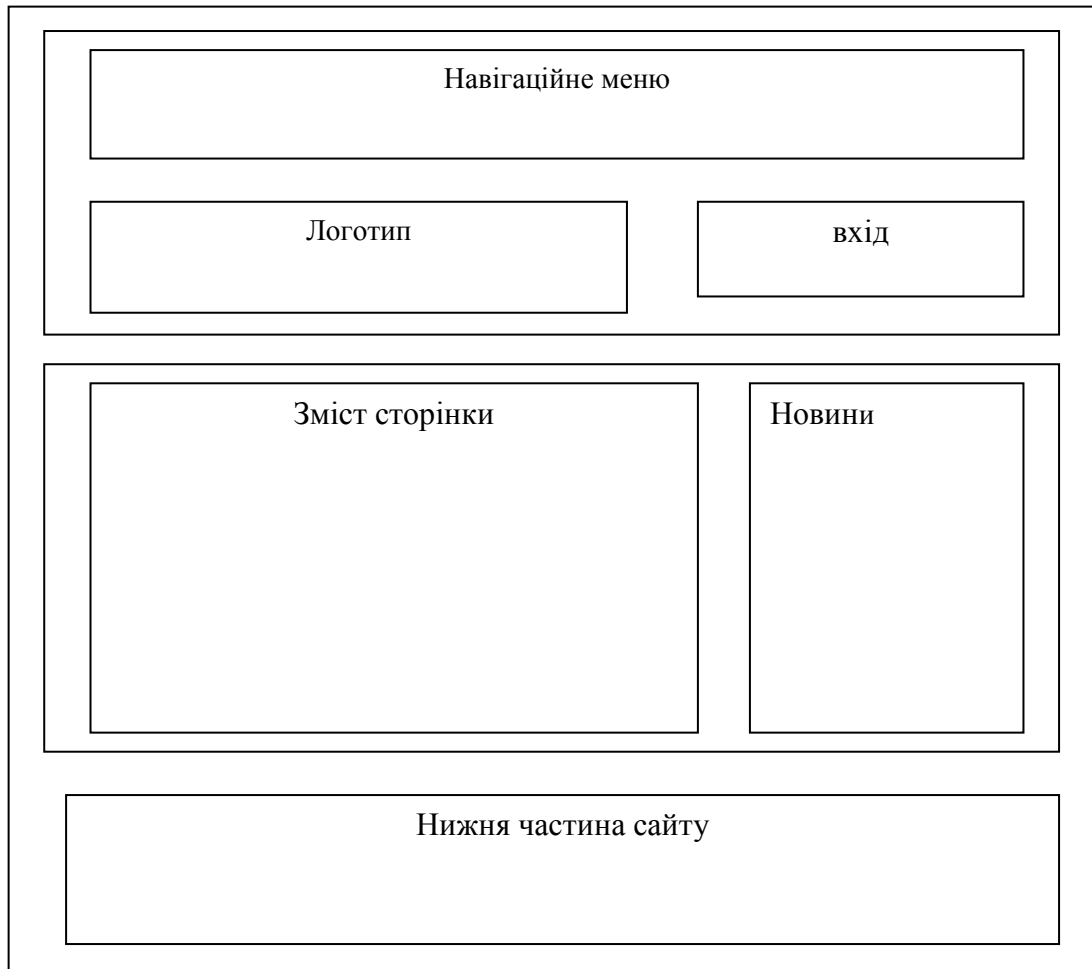 Навігаційне меню
Логотип
вхід
Зміст сторінки
Новини
Нижня частина сайту